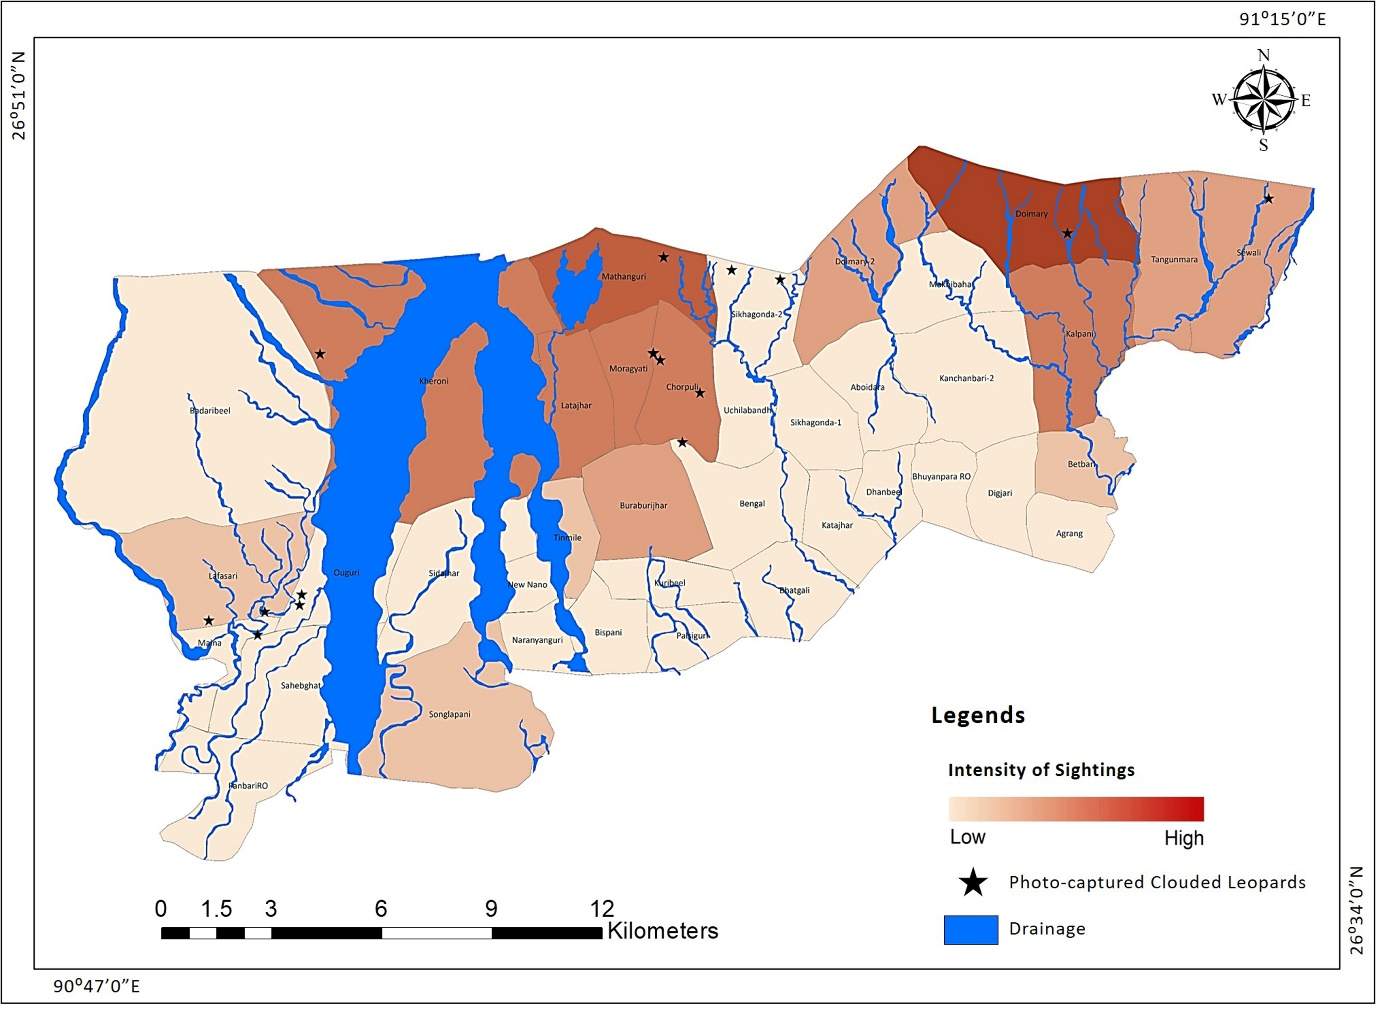 91°15’0”E
26°51’0”N
N
W E
S
Doimary
Sewali
Tangunmara
Doimary-2
Mathanguri
Makhibaha
Sikhagonda-2
Kalpani
Moragyati
Kheroni
Kanchanbari-2
Chorpuli
Aboidara
Latajhar
Uchilabandh
Badaribeel
Sikhagonda-1
Betbari
Bhuyanpara RO
Dhanbeel
Digjari
Buraburijhar
Bengal
Katajhar
Agrang
Tinmile
Ouguri
Sidajhar
Lafasari
New Nano
Kuribeel
Bhatgali
Bispani
Palsiguri
Naranyanguri
Maina
Sahebghat
Songlapani
PanbariRO
Legends
Intensity of Sightings
Low High
Photo-captured Clouded Leopards
Drainage
0 1.5 3 6 9 12
Kilometers
26°34’0”N
90°47’0”E